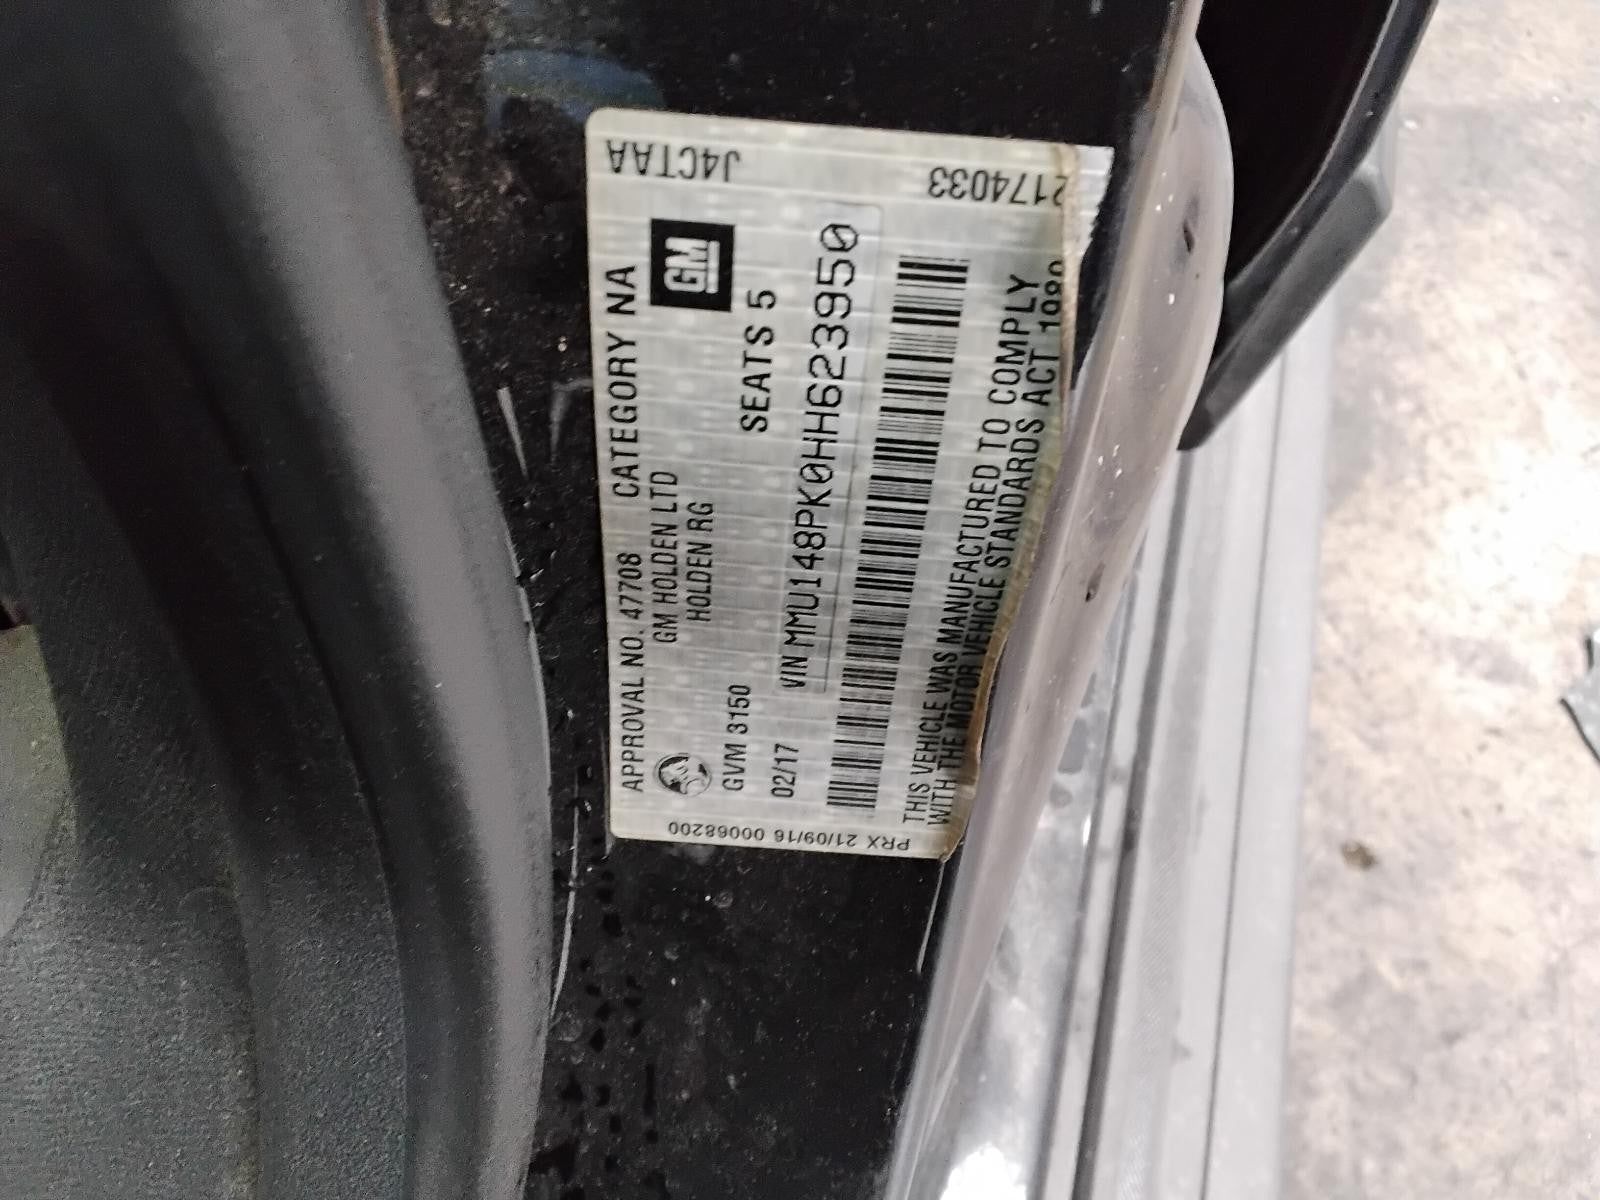 APPROVAL NO. 47708 CATEGORY NA
GM HOLDEN LTD
HOLDEN RG
GM
GVM 3150 SEATS 5
02/17 VIN MMU148PK0HH623950
THIS VEHICLE WAS MANUFACTURED TO COMPLY
WITH THE MOTOR VEHICLE STANDARDS ACT 1989
J4CTAA 2174033
PRX 21/09/16 00068200